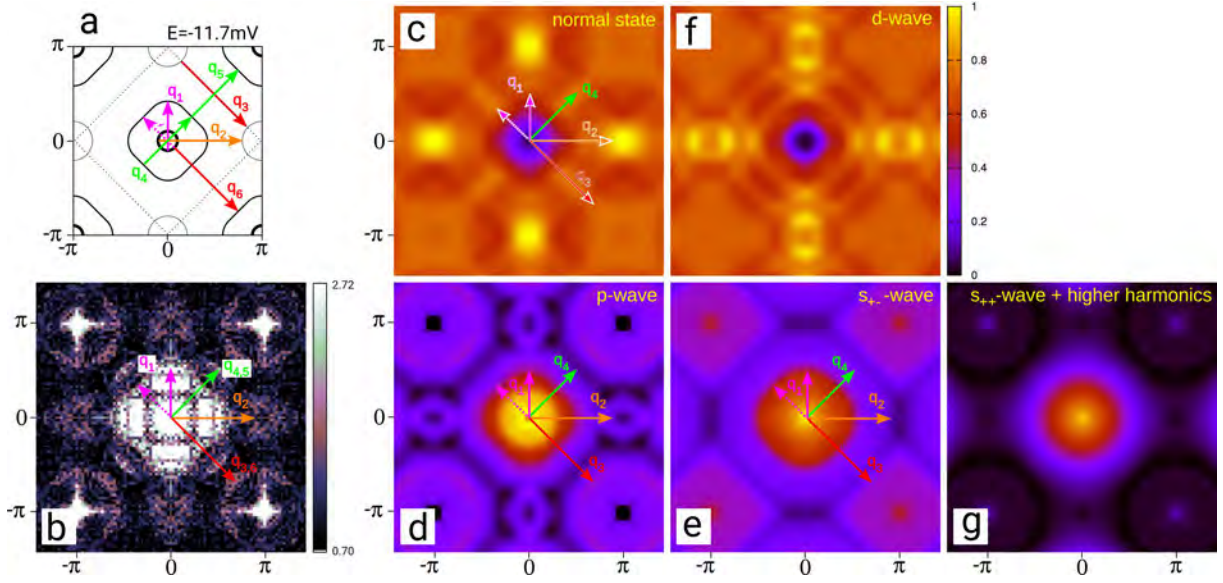 a
E=-11.7mV
π
0
-π
-π 0 π
q5
q1
q3
q2
q4
q6
c
normal state
π
0
-π
q1
q4
q2
q3
f
d-wave
1
0.8
0.6
0.4
0.2
0
2.72
0.70
π
0
-π
-π 0 π
q1
q4,5
q2
q3,6
b
p-wave
π
0
-π
-π 0 π
q4
q2
q3
d
s+--wave
-π 0 π
q1
q4
q2
q3
e
s++-wave + higher harmonics
-π 0 π
g